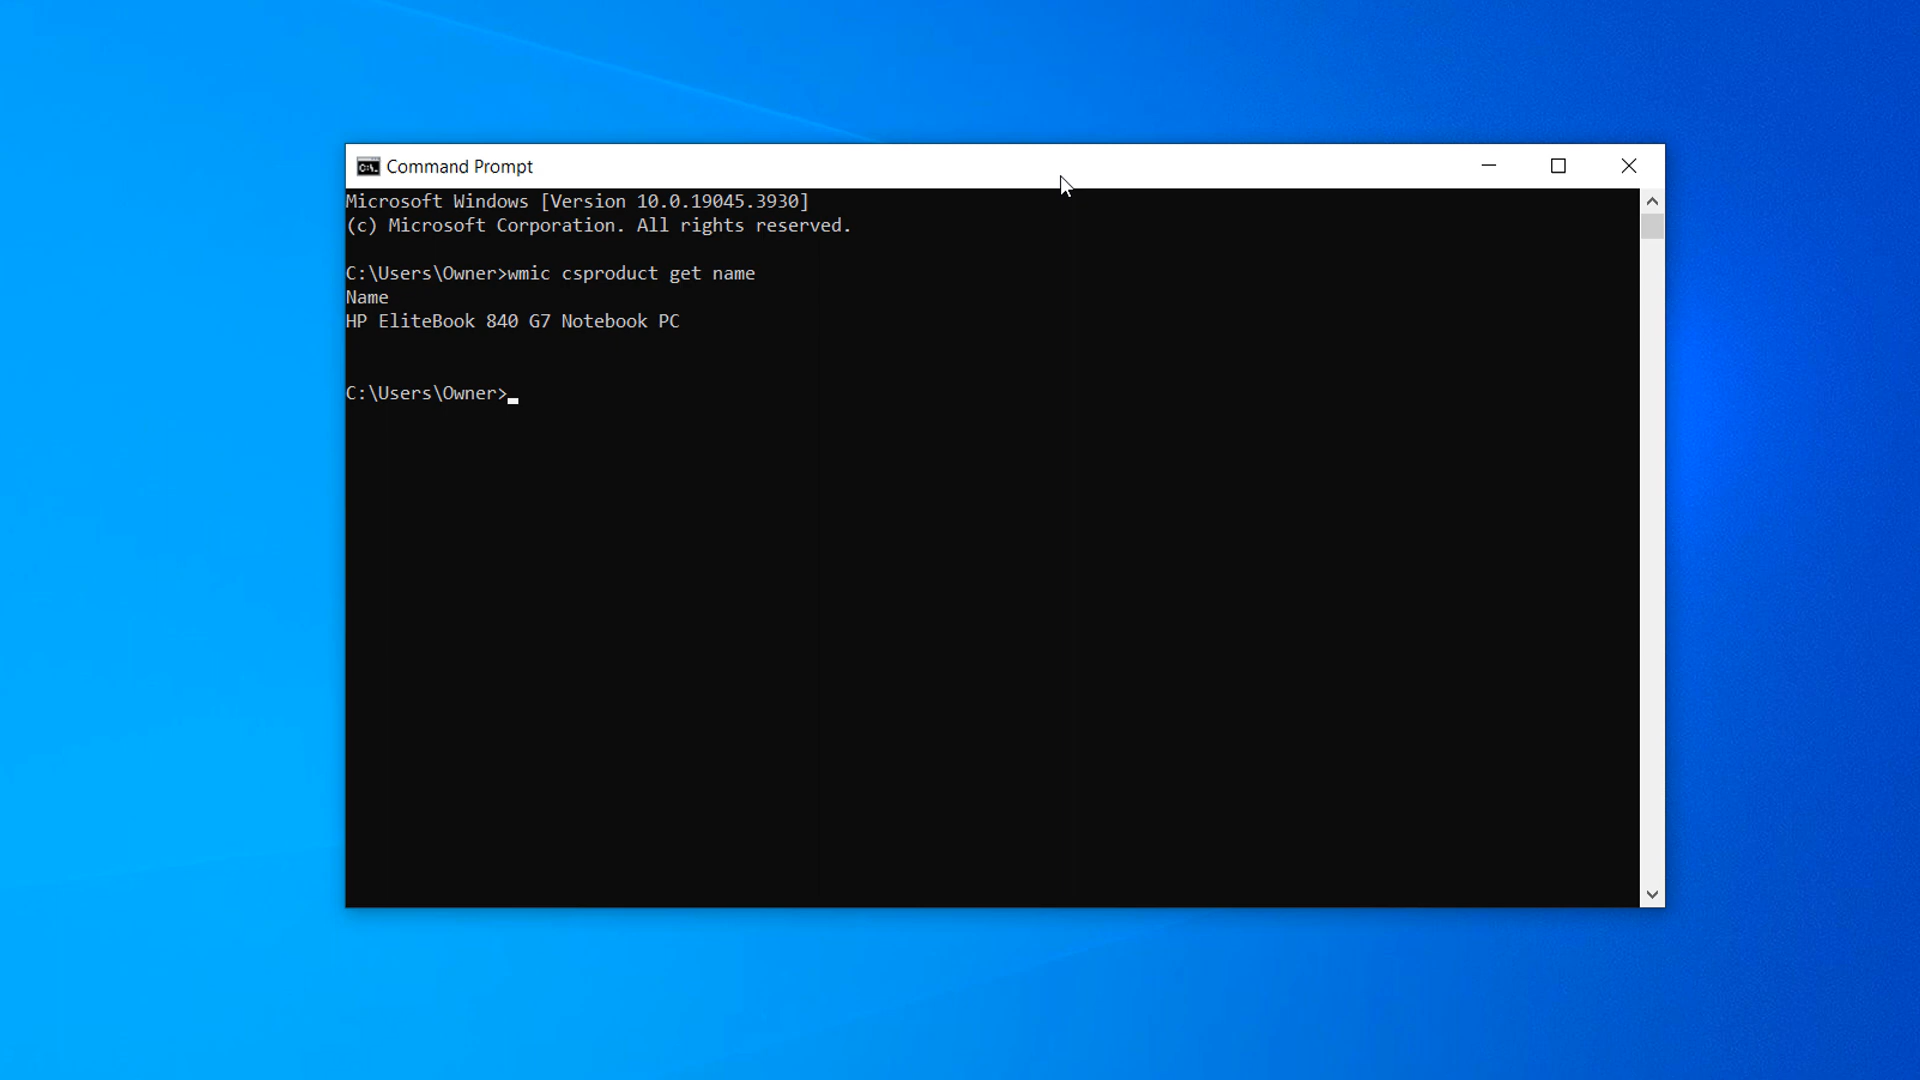 Command Prompt
Microsoft Windows [Version 10.0.19045.3930]
(c) Microsoft Corporation. All rights reserved.
C:\Users\Owner>wmic csproduct get name
Name
HP EliteBook 840 G7 Notebook PC
C:\Users\Owner>